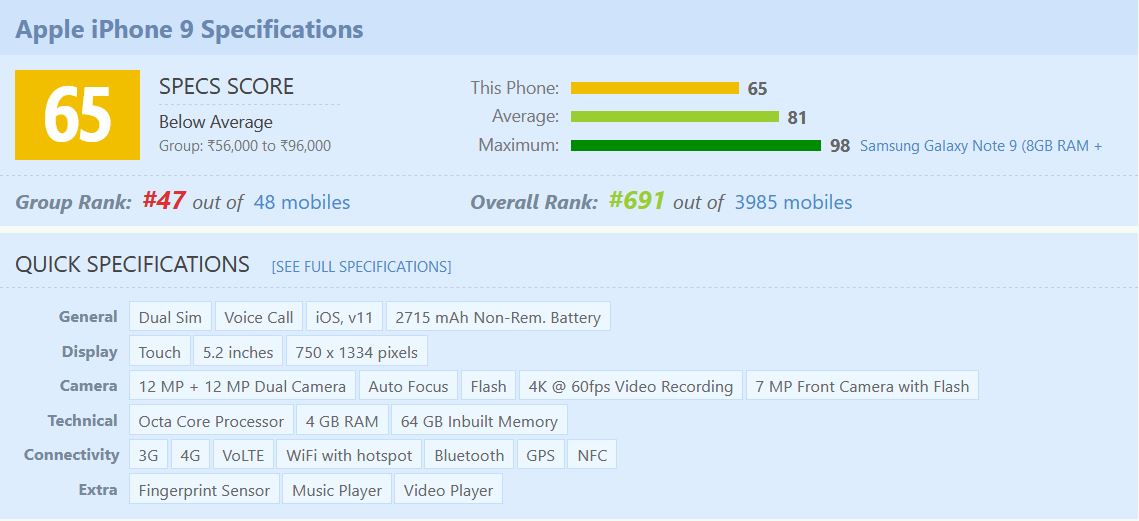 Apple iPhone 9 Specifications
65
SPECS SCORE
Below Average
Group: ₹56,000 to ₹96,000
This Phone: 65
Average: 81
Maximum: 98 Samsung Galaxy Note 9 (8GB RAM +
Group Rank: #47 out of 48 mobiles
Overall Rank: #691 out of 3985 mobiles
QUICK SPECIFICATIONS [SEE FULL SPECIFICATIONS]
General Dual Sim Voice Call iOS, v11 2715 mAh Non-Rem. Battery
Display Touch 5.2 inches 750 x 1334 pixels
Camera 12 MP + 12 MP Dual Camera Auto Focus Flash 4K @ 60fps Video Recording 7 MP Front Camera with Flash
Technical Octa Core Processor 4 GB RAM 64 GB Inbuilt Memory
Connectivity 3G 4G VoLTE WiFi with hotspot Bluetooth GPS NFC
Extra Fingerprint Sensor Music Player Video Player